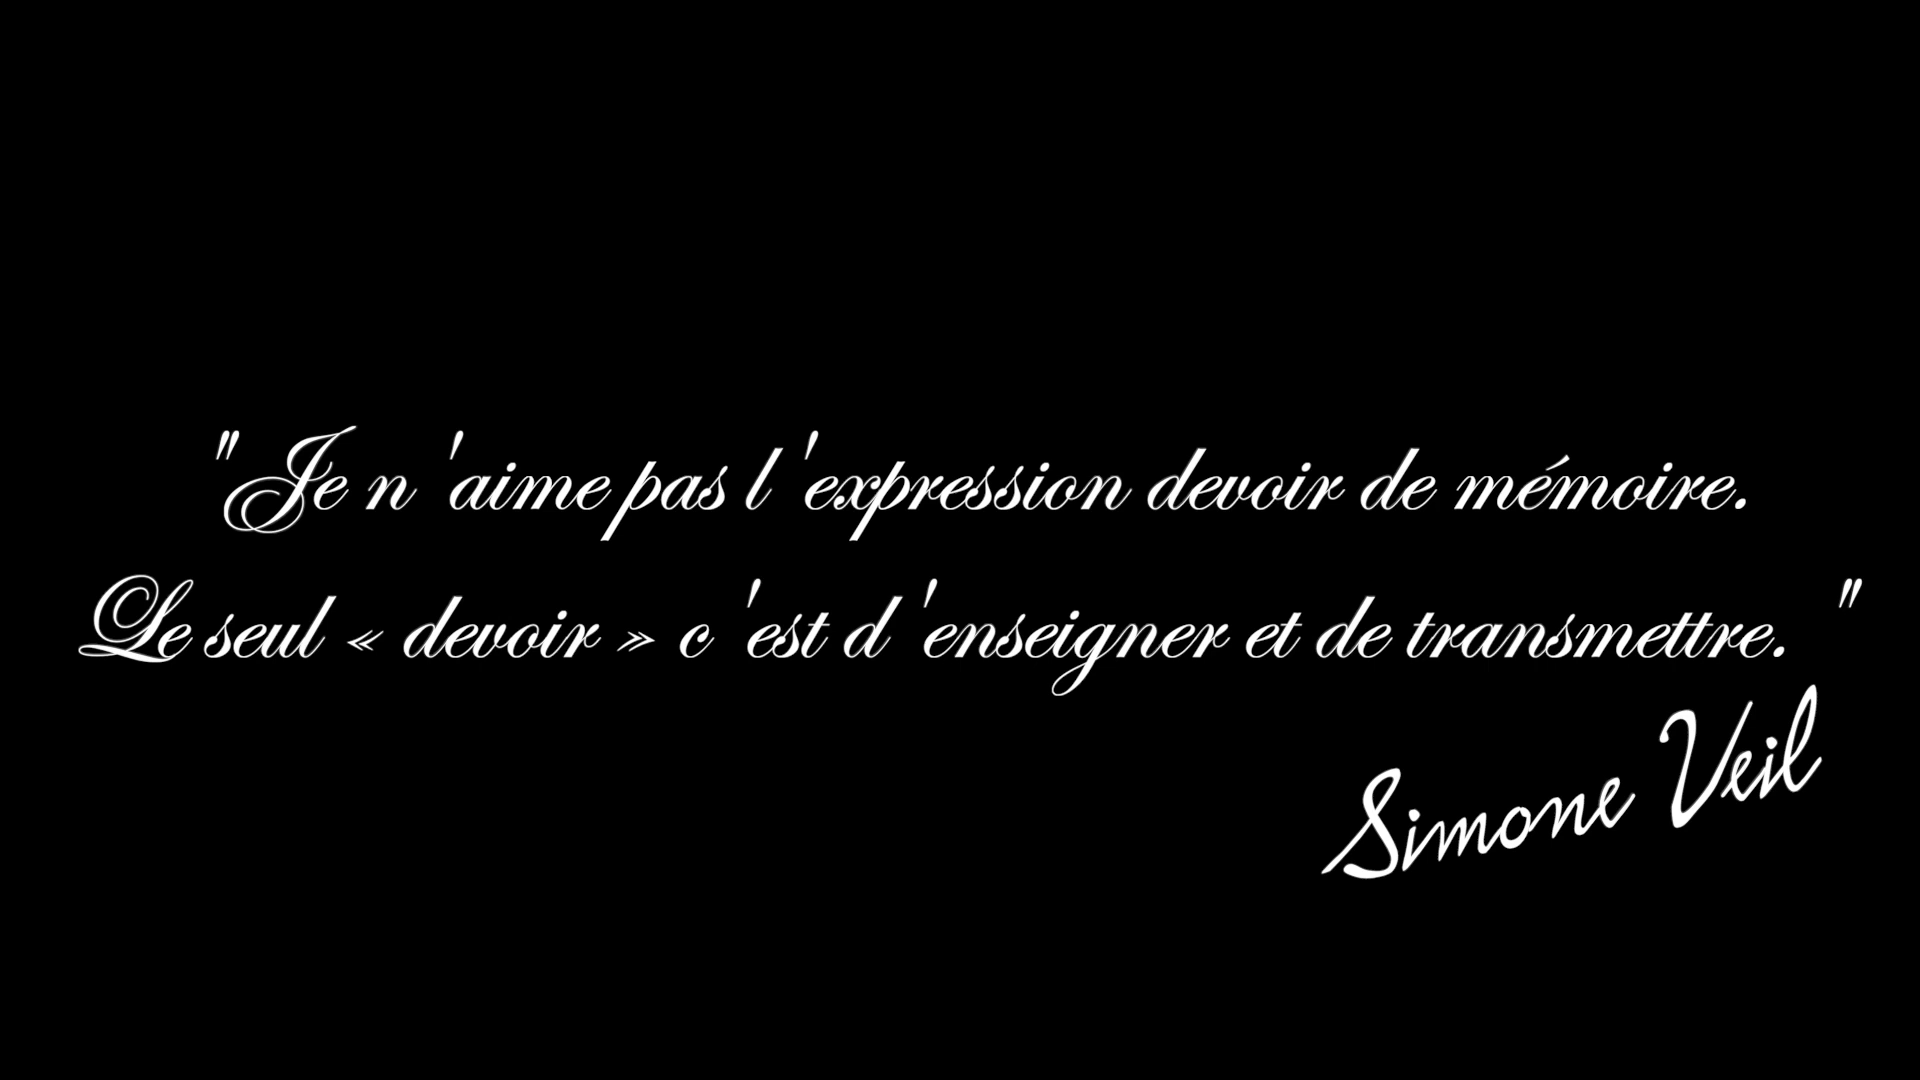 "Je n'aime pas l'expression devoir de mémoire.
Le seul « devoir » c'est d'enseigner et de transmettre. "
Simone Veil